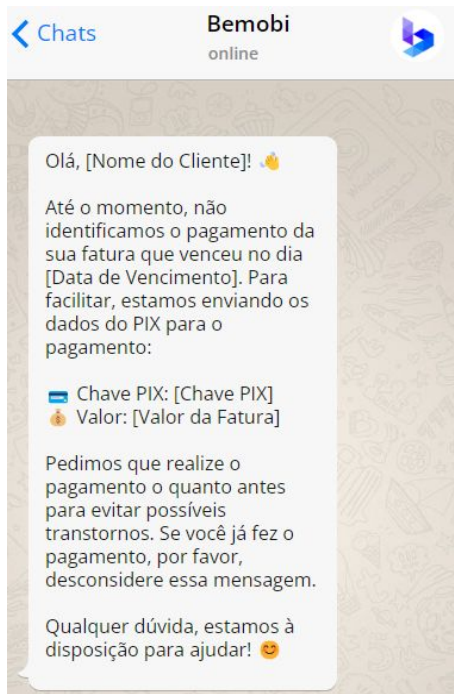 Chats
Bemobi
online
Olá, [Nome do Cliente]! 👋
Até o momento, não
identificamos o pagamento da
sua fatura que venceu no dia
[Data de Vencimento]. Para
facilitar, estamos enviando os
dados do PIX para o
pagamento:
💳 Chave PIX: [Chave PIX]
💰 Valor: [Valor da Fatura]
Pedimos que realize o
pagamento o quanto antes
para evitar possíveis
transtornos. Se você já fez o
pagamento, por favor,
desconsidere essa mensagem.
Qualquer dúvida, estamos à
disposição para ajudar! 😊